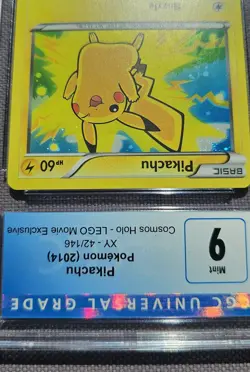 CGC UNIVERSAL GRADE
Pikachu
Pokémon (2014)
XY - 42/146
Cosmos Holo - LEGO Movie Exclusive
Mint
9
BASIC
Pikachu
HP 60